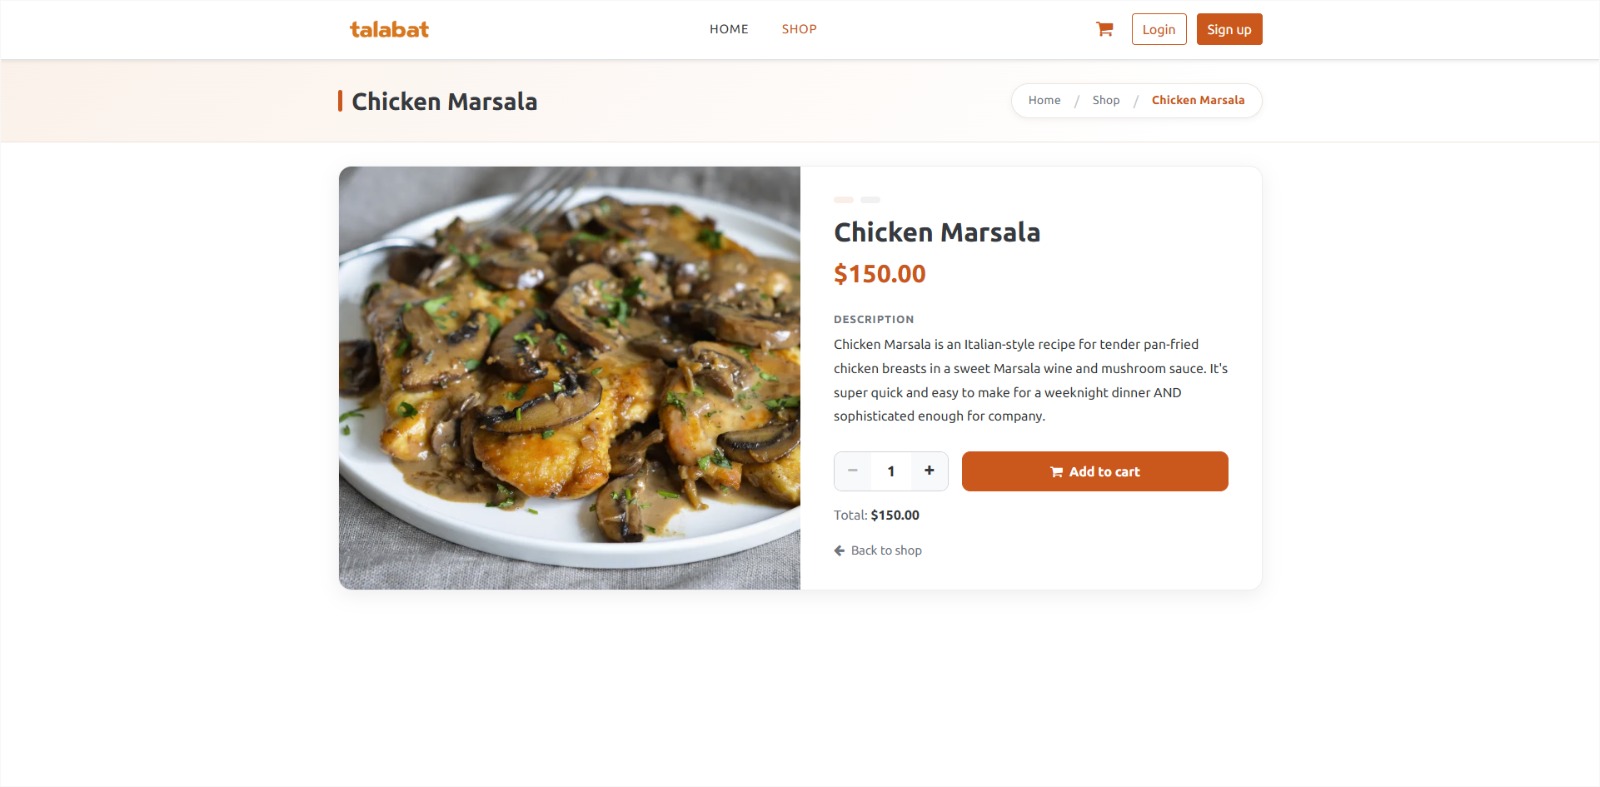 talabat
HOME
SHOP
Login
Sign up
Chicken Marsala
Home / Shop / Chicken Marsala
Chicken Marsala
$150.00
DESCRIPTION
Chicken Marsala is an Italian-style recipe for tender pan-fried
chicken breasts in a sweet Marsala wine and mushroom sauce. It's
super quick and easy to make for a weeknight dinner AND
sophisticated enough for company.
− 1 +
Add to cart
Total: $150.00
Back to shop